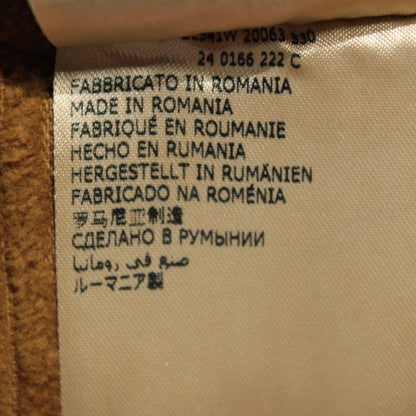 20063
24 0166 222 C
FABBRICATO IN ROMANIA
MADE IN ROMANIA
FABRIQUÉ EN ROUMANIE
HECHO EN RUMANIA
HERGESTELLT IN RUMÄNIEN
FABRICADO NA ROMÉNIA
罗马尼亚制造
СДЕЛАНО В РУМЫНИИ
صنع في رومانيا
ルーマニア製